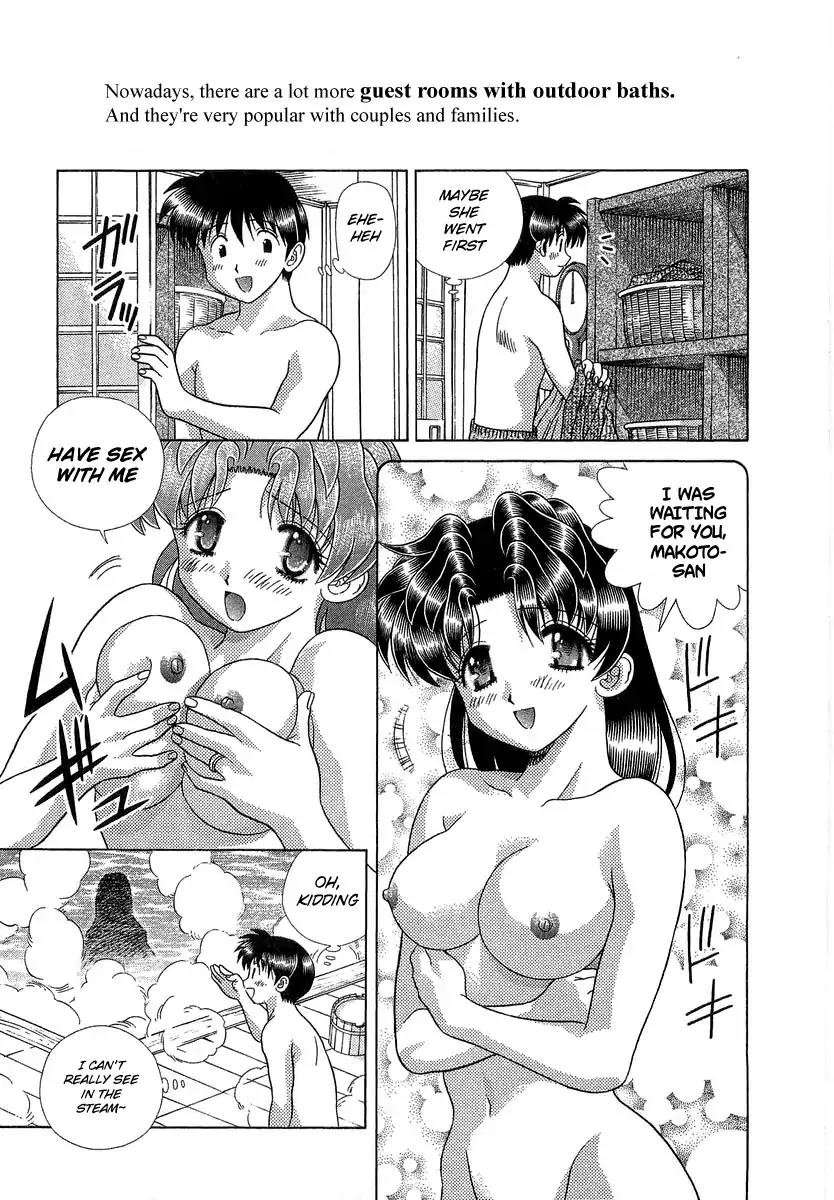 Nowadays, there are a lot more guest rooms with outdoor baths.
And they're very popular with couples and families.
MAYBE
SHE
WENT
FIRST
EHE-
HEH
ガラッ
I WAS
WAITING
FOR YOU,
MAKOTO-
SAN
ドキ
ドキ
HAVE SEX
WITH ME
ムギュ
OH,
KIDDING
I CAN'T
REALLY SEE
IN THE
STEAM~